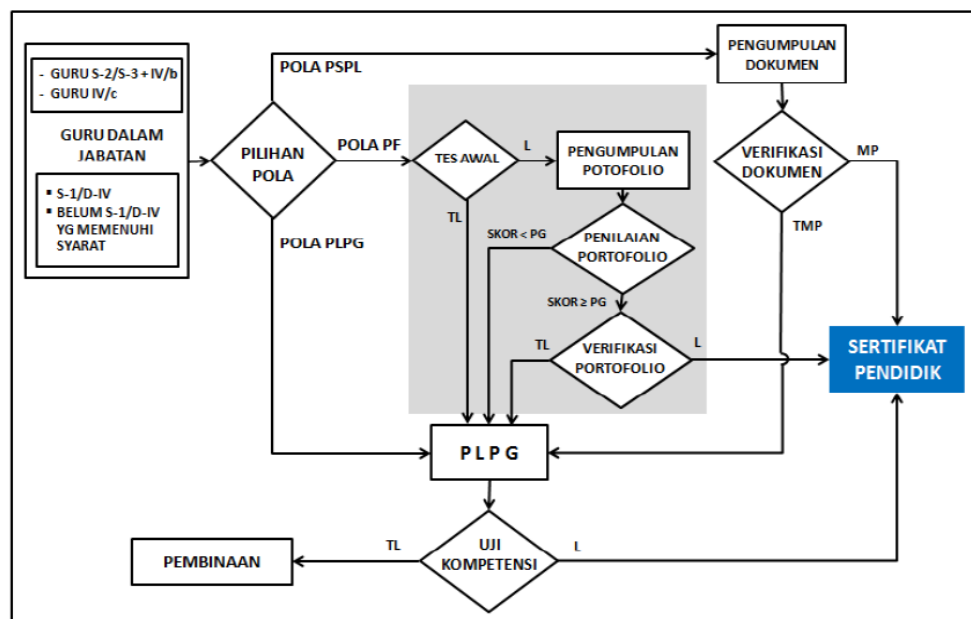 - GURU S-2/S-3 + IV/b
- GURU IV/c
GURU DALAM
JABATAN
▪ S-1/D-IV
▪ BELUM S-1/D-IV
YG MEMENUHI
SYARAT
PILIHAN
POLA
POLA PSPL
POLA PF
POLA PLPG
PENGUMPULAN
DOKUMEN
VERIFIKASI
DOKUMEN
MP
TMP
TES AWAL
L
TL
PENGUMPULAN
POTOFOLIO
PENILAIAN
PORTOFOLIO
SKOR < PG
SKOR ≥ PG
VERIFIKASI
PORTOFOLIO
TL
L
SERTIFIKAT
PENDIDIK
P L P G
UJI
KOMPETENSI
TL
L
PEMBINAAN